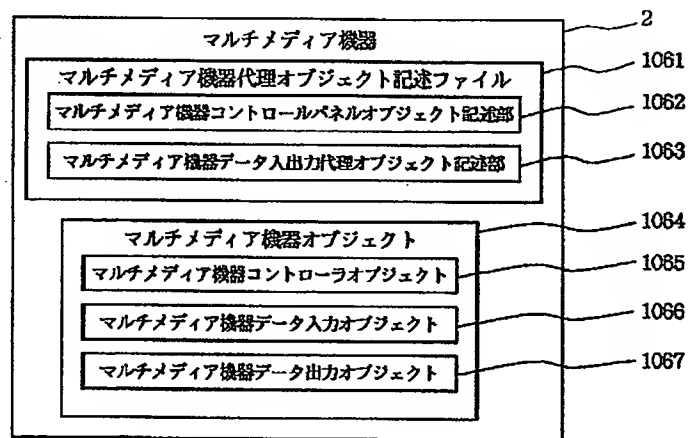 マルチメディア機器
2
マルチメディア機器代理オブジェクト記述ファイル
1061
マルチメディア機器コントロールパネルオブジェクト記述部
1062
マルチメディア機器データ入出力代理オブジェクト記述部
1063
マルチメディア機器オブジェクト
1064
マルチメディア機器コントローラオブジェクト
1065
マルチメディア機器データ入力オブジェクト
1066
マルチメディア機器データ出力オブジェクト
1067